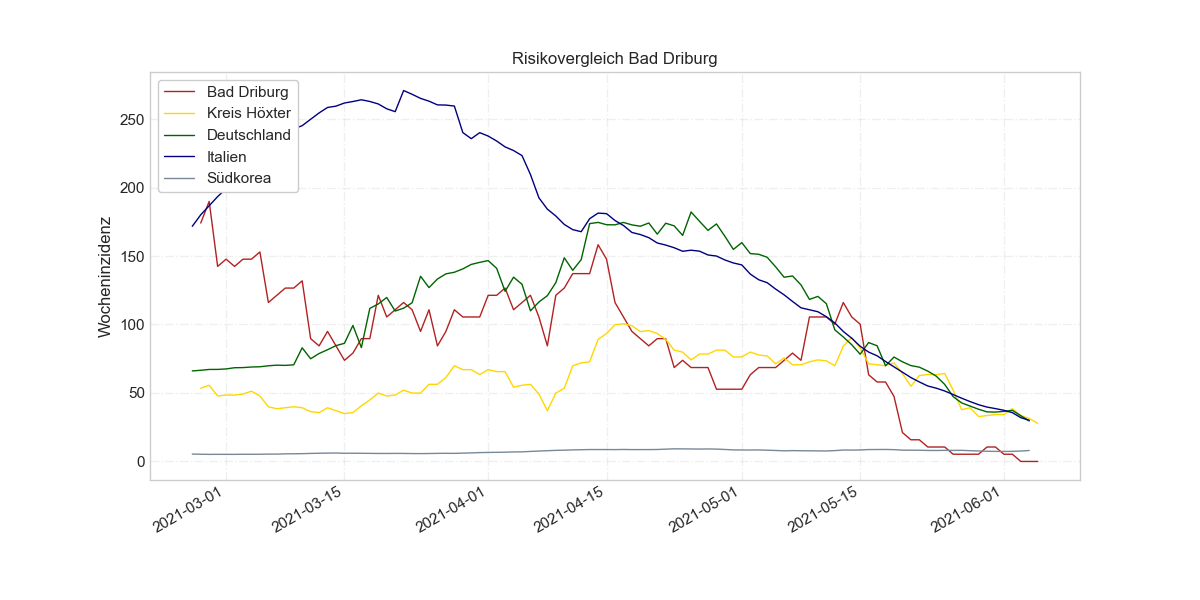 Risikovergleich Bad Driburg
Bad Driburg
Kreis Höxter
Deutschland
Italien
Südkorea
Wocheninzidenz
250
200
150
100
50
0
2021-03-01
2021-03-15
2021-04-01
2021-04-15
2021-05-01
2021-05-15
2021-06-01